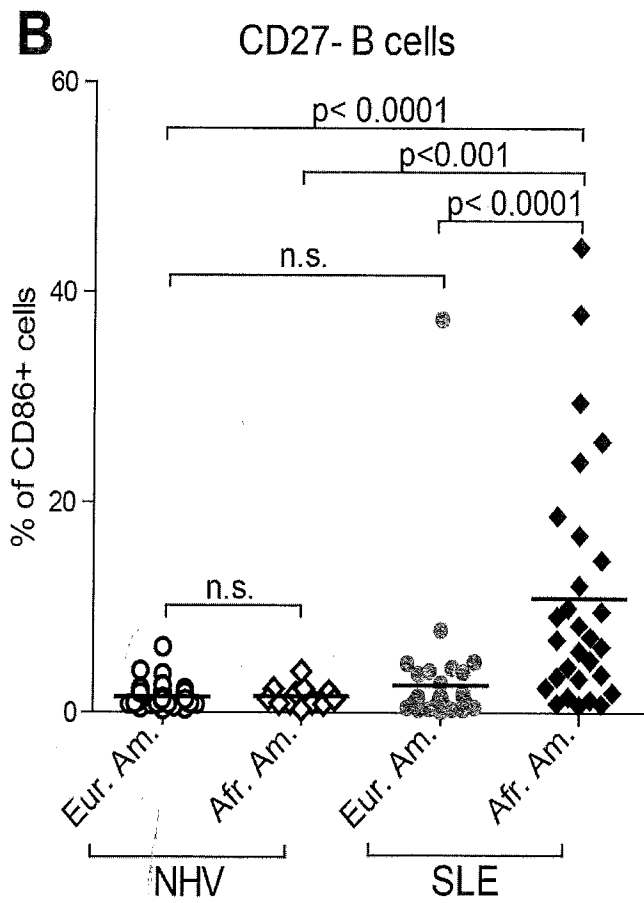 B
CD27- B cells
60
p< 0.0001
p<0.001
p< 0.0001
n.s.
40
% of CD86+ cells
20
n.s.
0
Eur. Am.
Afr. Am.
Eur. Am.
Afr. Am.
NHV
SLE